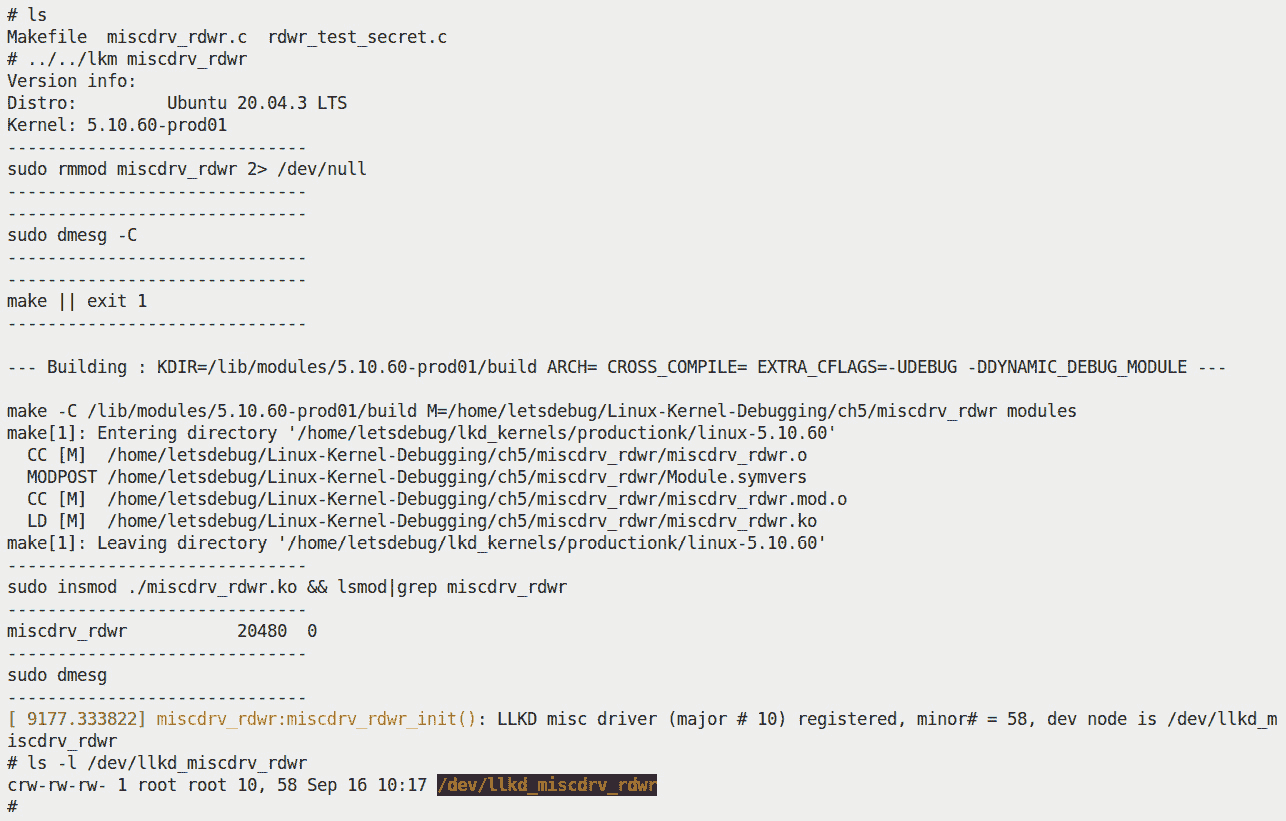 # ls
Makefile  miscdrv_rdwr.c  rdwr_test_secret.c
# ../../lkm miscdrv_rdwr
Version info:
Distro:         Ubuntu 20.04.3 LTS
Kernel: 5.10.60-prod01
------------------------------
sudo rmmod miscdrv_rdwr 2> /dev/null
------------------------------
------------------------------
sudo dmesg -C
------------------------------
------------------------------
make || exit 1
------------------------------
--- Building : KDIR=/lib/modules/5.10.60-prod01/build ARCH= CROSS_COMPILE= EXTRA_CFLAGS=-UDEBUG -DDYNAMIC_DEBUG_MODULE ---
make -C /lib/modules/5.10.60-prod01/build M=/home/letsdebug/Linux-Kernel-Debugging/ch5/miscdrv_rdwr modules
make[1]: Entering directory '/home/letsdebug/lkd_kernels/productionk/linux-5.10.60'
  CC [M]  /home/letsdebug/Linux-Kernel-Debugging/ch5/miscdrv_rdwr/miscdrv_rdwr.o
  MODPOST /home/letsdebug/Linux-Kernel-Debugging/ch5/miscdrv_rdwr/Module.symvers
  CC [M]  /home/letsdebug/Linux-Kernel-Debugging/ch5/miscdrv_rdwr/miscdrv_rdwr.mod.o
  LD [M]  /home/letsdebug/Linux-Kernel-Debugging/ch5/miscdrv_rdwr/miscdrv_rdwr.ko
make[1]: Leaving directory '/home/letsdebug/lkd_kernels/productionk/linux-5.10.60'
------------------------------
sudo insmod ./miscdrv_rdwr.ko && lsmod|grep miscdrv_rdwr
------------------------------
miscdrv_rdwr           20480  0
------------------------------
sudo dmesg
------------------------------
[ 9177.333822] miscdrv_rdwr:miscdrv_rdwr_init(): LLKD misc driver (major # 10) registered, minor# = 58, dev node is /dev/llkd_m
iscdrv_rdwr
# ls -l /dev/llkd_miscdrv_rdwr
crw-rw-rw- 1 root root 10, 58 Sep 16 10:17 /dev/llkd_miscdrv_rdwr
#